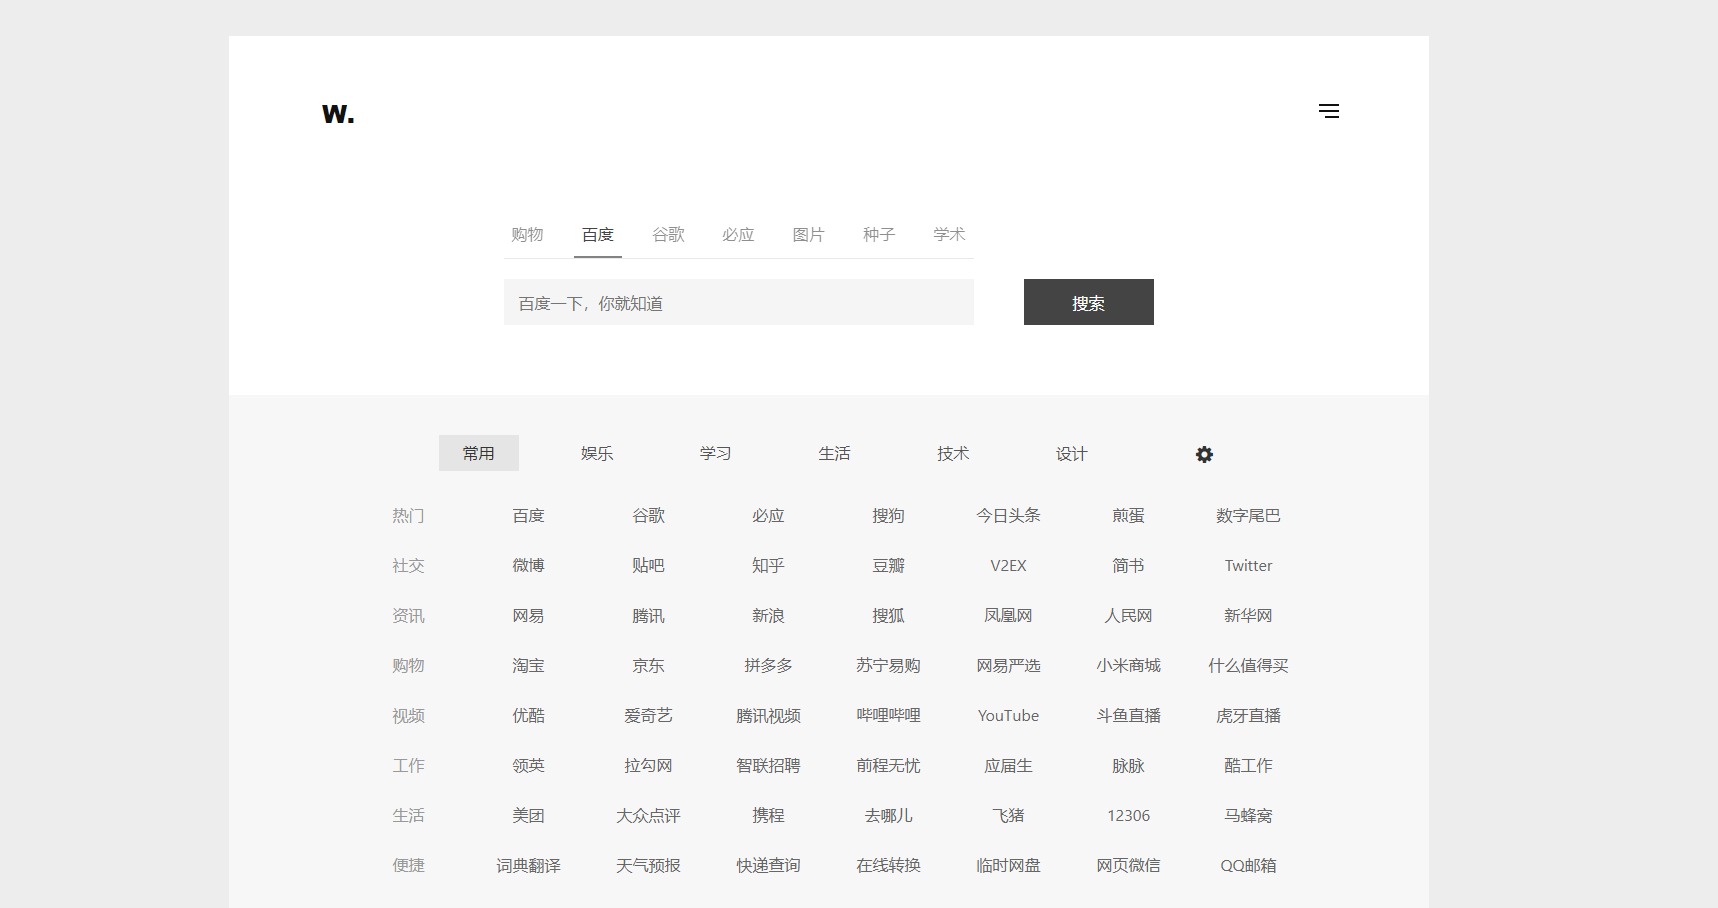 w.
购物 百度 谷歌 必应 图片 种子 学术
百度一下，你就知道 搜索
常用 娱乐 学习 生活 技术 设计
热门 百度 谷歌 必应 搜狗 今日头条 煎蛋 数字尾巴
社交 微博 贴吧 知乎 豆瓣 V2EX 简书 Twitter
资讯 网易 腾讯 新浪 搜狐 凤凰网 人民网 新华网
购物 淘宝 京东 拼多多 苏宁易购 网易严选 小米商城 什么值得买
视频 优酷 爱奇艺 腾讯视频 哔哩哔哩 YouTube 斗鱼直播 虎牙直播
工作 领英 拉勾网 智联招聘 前程无忧 应届生 脉脉 酷工作
生活 美团 大众点评 携程 去哪儿 飞猪 12306 马蜂窝
便捷 词典翻译 天气预报 快递查询 在线转换 临时网盘 网页微信 QQ邮箱